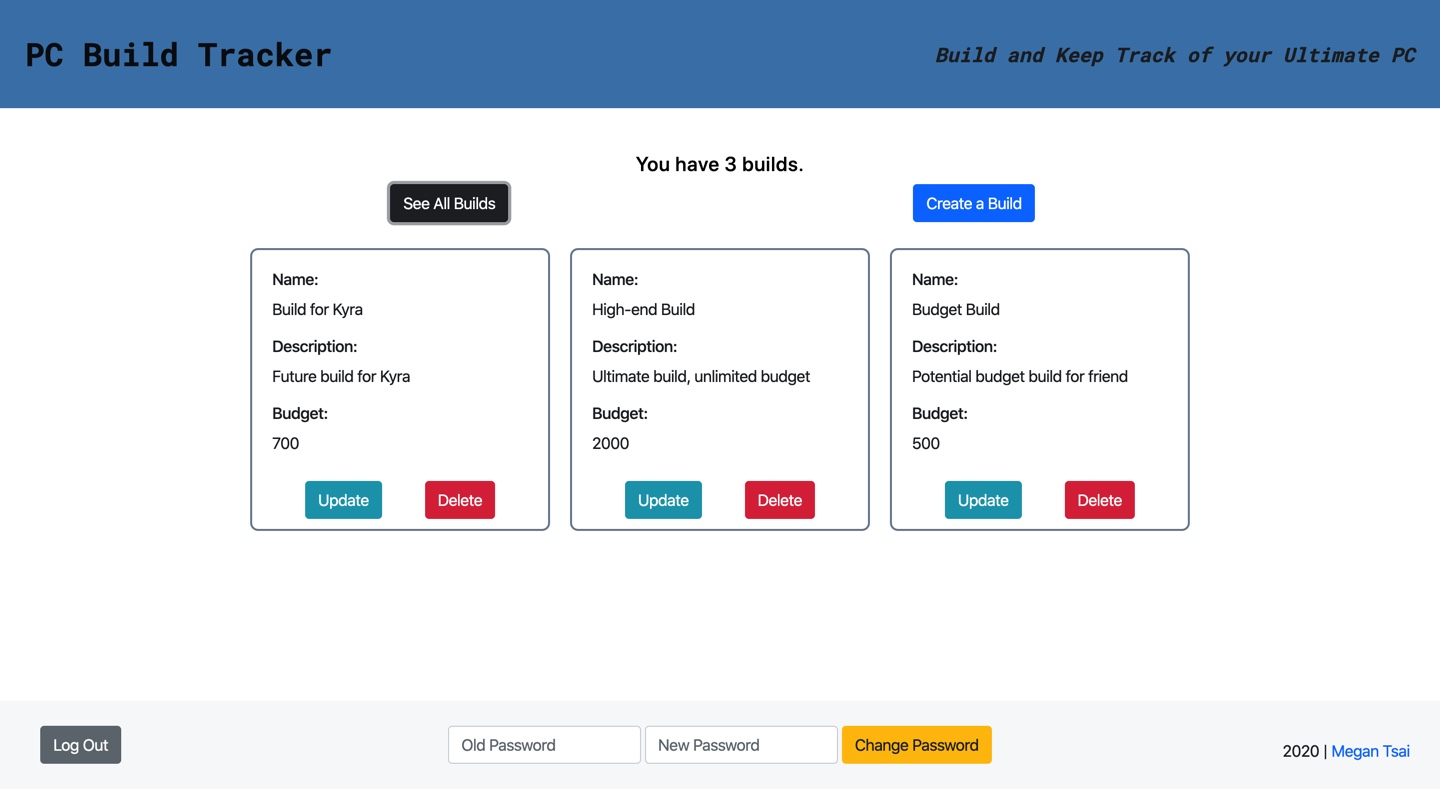 PC Build Tracker
Build and Keep Track of your Ultimate PC
You have 3 builds.
See All Builds
Create a Build
Name:
Build for Kyra
Description:
Future build for Kyra
Budget:
700
Update
Delete
Name:
High-end Build
Description:
Ultimate build, unlimited budget
Budget:
2000
Update
Delete
Name:
Budget Build
Description:
Potential budget build for friend
Budget:
500
Update
Delete
Log Out
Old Password
New Password
Change Password
2020 | Megan Tsai